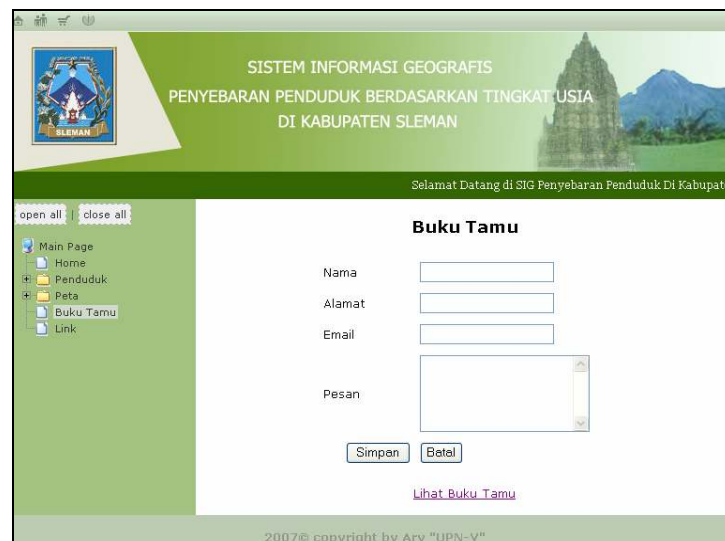 SISTEM INFORMASI GEOGRAFIS
PENYEBARAN PENDUDUK BERDASARKAN TINGKAT USIA
DI KABUPATEN SLEMAN
SLEMAN
Selamat Datang di SIG Penyebaran Penduduk Di Kabupat
open all | close all
Main Page
Home
Penduduk
Peta
Buku Tamu
Link
Buku Tamu
Nama
Alamat
Email
Pesan
Simpan Batal
Lihat Buku Tamu
2007© copyright by Ary "UPN-Y"